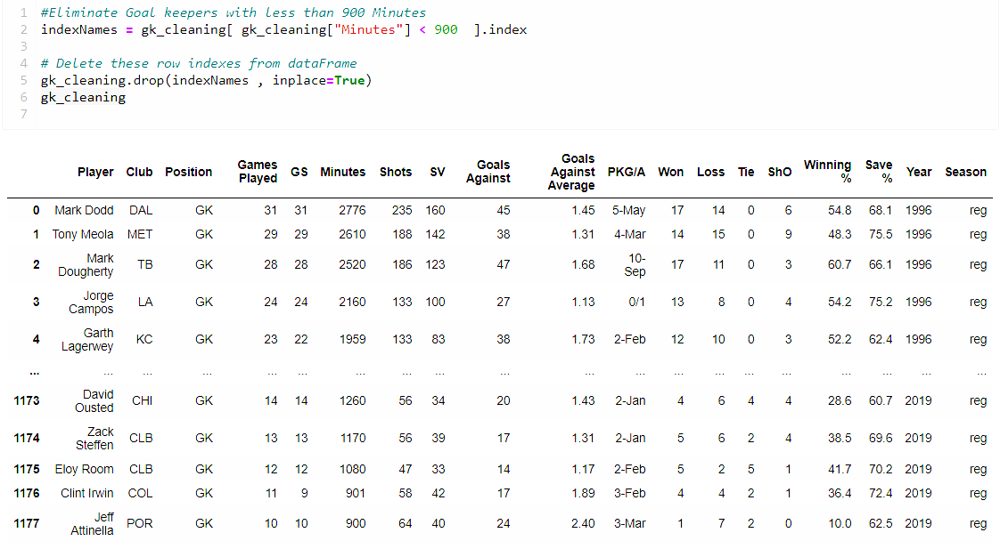 1 #Eliminate Goal keepers with less than 900 Minutes
2 indexNames = gk_cleaning[ gk_cleaning["Minutes"] < 900  ].index
3
4 # Delete these row indexes from dataFrame
5 gk_cleaning.drop(indexNames , inplace=True)
6 gk_cleaning
7
Player Club Position Games Played GS Minutes Shots SV Goals Against Goals Against Average PKG/A Won Loss Tie ShO Winning % Save % Year Season
0 Mark Dodd DAL GK 31 31 2776 235 160 45 1.45 5-May 17 14 0 6 54.8 68.1 1996 reg
1 Tony Meola MET GK 29 29 2610 188 142 38 1.31 4-Mar 14 15 0 9 48.3 75.5 1996 reg
2 Mark Dougherty TB GK 28 28 2520 186 123 47 1.68 10-Sep 17 11 0 3 60.7 66.1 1996 reg
3 Jorge Campos LA GK 24 24 2160 133 100 27 1.13 0/1 13 8 0 4 54.2 75.2 1996 reg
4 Garth Lagerwey KC GK 23 22 1959 133 83 38 1.73 2-Feb 12 10 0 3 52.2 62.4 1996 reg
... ... ... ... ... ... ... ... ... ... ... ... ... ... ... ... ... ... ... ...
1173 David Ousted CHI GK 14 14 1260 56 34 20 1.43 2-Jan 4 6 4 4 28.6 60.7 2019 reg
1174 Zack Steffen CLB GK 13 13 1170 56 39 17 1.31 2-Jan 5 6 2 4 38.5 69.6 2019 reg
1175 Eloy Room CLB GK 12 12 1080 47 33 14 1.17 2-Feb 5 2 5 1 41.7 70.2 2019 reg
1176 Clint Irwin COL GK 11 9 901 58 42 17 1.89 3-Feb 4 4 2 1 36.4 72.4 2019 reg
1177 Jeff Attinella POR GK 10 10 900 64 40 24 2.40 3-Mar 1 7 2 0 10.0 62.5 2019 reg